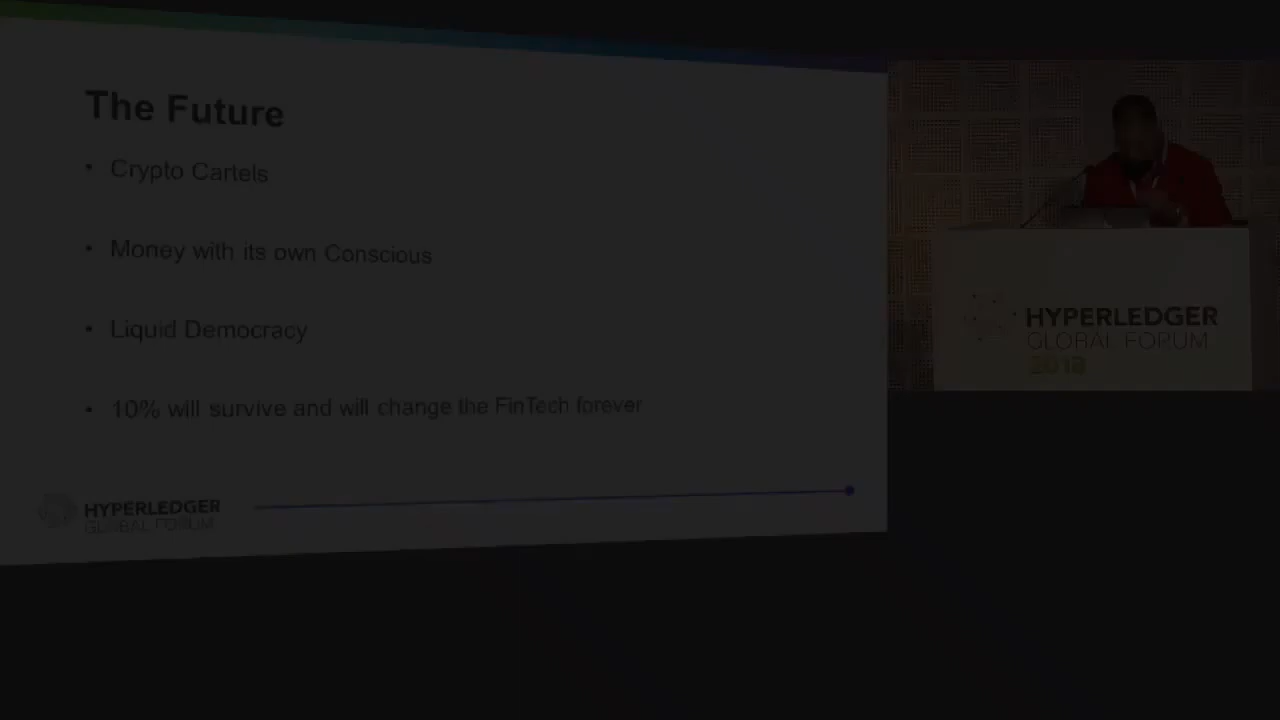 The Future
• Crypto Cartels
• Money with its own Conscious
• Liquid Democracy
• 10% will survive and will change the FinTech forever
HYPERLEDGER
GLOBAL FORUM
HYPERLEDGER
GLOBAL FORUM
2018